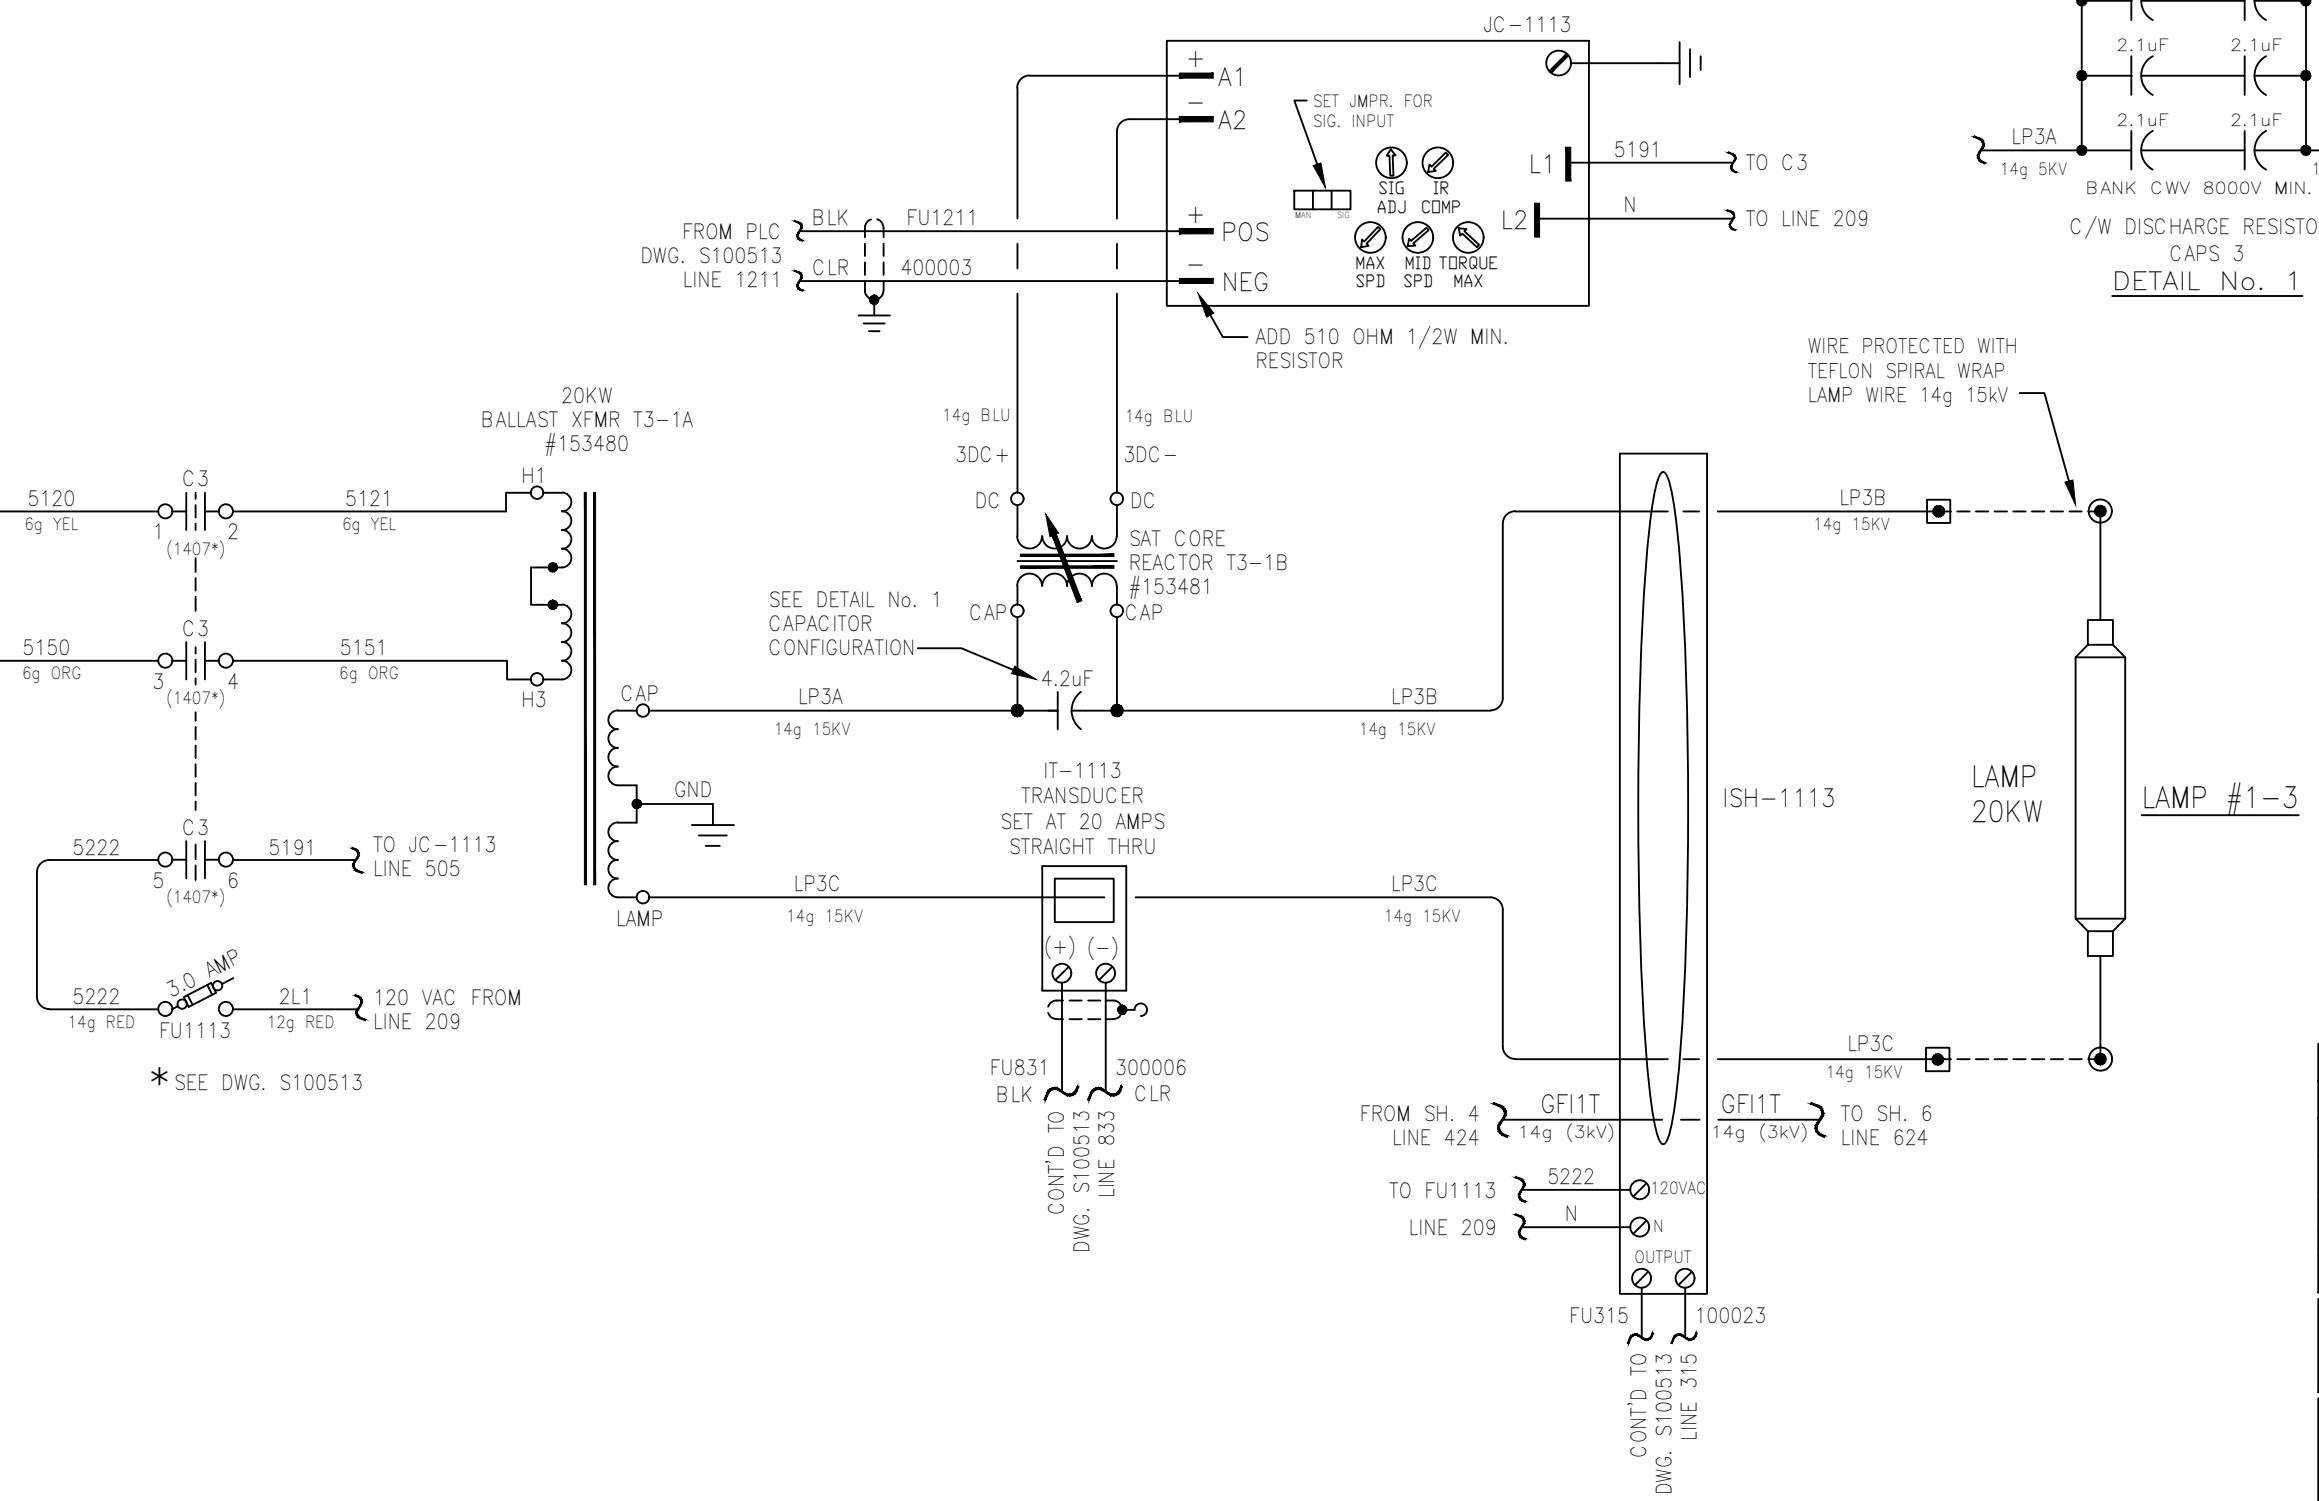 JC-1113
+
A1
−
A2
SET JMPR. FOR
SIG. INPUT
MAN
SIG
SIG
ADJ
IR
COMP
MAX
SPD
MID
SPD
TORQUE
MAX
L1
5191
TO C3
L2
N
TO LINE 209
+
POS
−
NEG
FROM PLC
DWG. S100513
LINE 1211
BLK
FU1211
CLR
400003
ADD 510 OHM 1/2W MIN.
RESISTOR
2.1uF
2.1uF
2.1uF
2.1uF
LP3A
14g 5KV
BANK CWV 8000V MIN.
C/W DISCHARGE RESISTO
CAPS 3
DETAIL No. 1
WIRE PROTECTED WITH
TEFLON SPIRAL WRAP
LAMP WIRE 14g 15kV
20KW
BALLAST XFMR T3-1A
#153480
14g BLU
14g BLU
3DC+
3DC-
DC
DC
SAT CORE
REACTOR T3-1B
#153481
CAP
CAP
SEE DETAIL No. 1
CAPACITOR
CONFIGURATION
4.2uF
5120
6g YEL
C3
1
2
(1407*)
5121
6g YEL
H1
5150
6g ORG
C3
3
4
(1407*)
5151
6g ORG
H3
CAP
LP3A
14g 15KV
LP3B
14g 15KV
LP3B
14g 15KV
GND
IT-1113
TRANSDUCER
SET AT 20 AMPS
STRAIGHT THRU
ISH-1113
LAMP
20KW
LAMP #1-3
5222
C3
5
6
(1407*)
5191
TO JC-1113
LINE 505
LAMP
LP3C
14g 15KV
LP3C
14g 15KV
(+) (-)
5222
14g RED
3.0 AMP
FU1113
2L1
12g RED
120 VAC FROM
LINE 209
* SEE DWG. S100513
FU831
BLK
300006
CLR
CONT'D TO
DWG. S100513
LINE 833
LP3C
14g 15KV
FROM SH. 4
LINE 424
GFI1T
14g (3kV)
GFI1T
14g (3kV)
TO SH. 6
LINE 624
TO FU1113
5222
120VAC
LINE 209
N
N
OUTPUT
FU315
100023
CONT'D TO
DWG. S100513
LINE 315